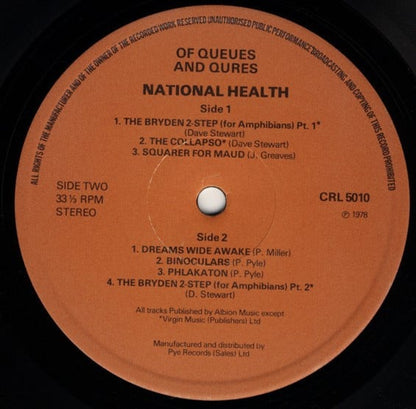 ALL RIGHTS OF THE MANUFACTURER AND OF THE OWNER OF THE RECORDED WORK RESERVED UNAUTHORISED PUBLIC PERFORMANCE BROADCASTING AND COPYING OF THIS RECORD PROHIBITED
OF QUEUES
AND QURES
NATIONAL HEALTH
Side 1
1. THE BRYDEN 2-STEP (for Amphibians) Pt. 1*
(Dave Stewart)
2. THE COLLAPSO* (Dave Stewart)
3. SQUARER FOR MAUD (J. Greaves)
SIDE TWO
33⅓ RPM
STEREO
CRL 5010
℗ 1978
Side 2
1. DREAMS WIDE AWAKE (P. Miller)
2. BINOCULARS (P. Pyle)
3. PHLAKATON (P. Pyle)
4. THE BRYDEN 2-STEP (for Amphibians) Pt. 2*
(D. Stewart)
All tracks Published by Albion Music except
*Virgin Music (Publishers) Ltd
Manufactured and distributed by
Pye Records (Sales) Ltd